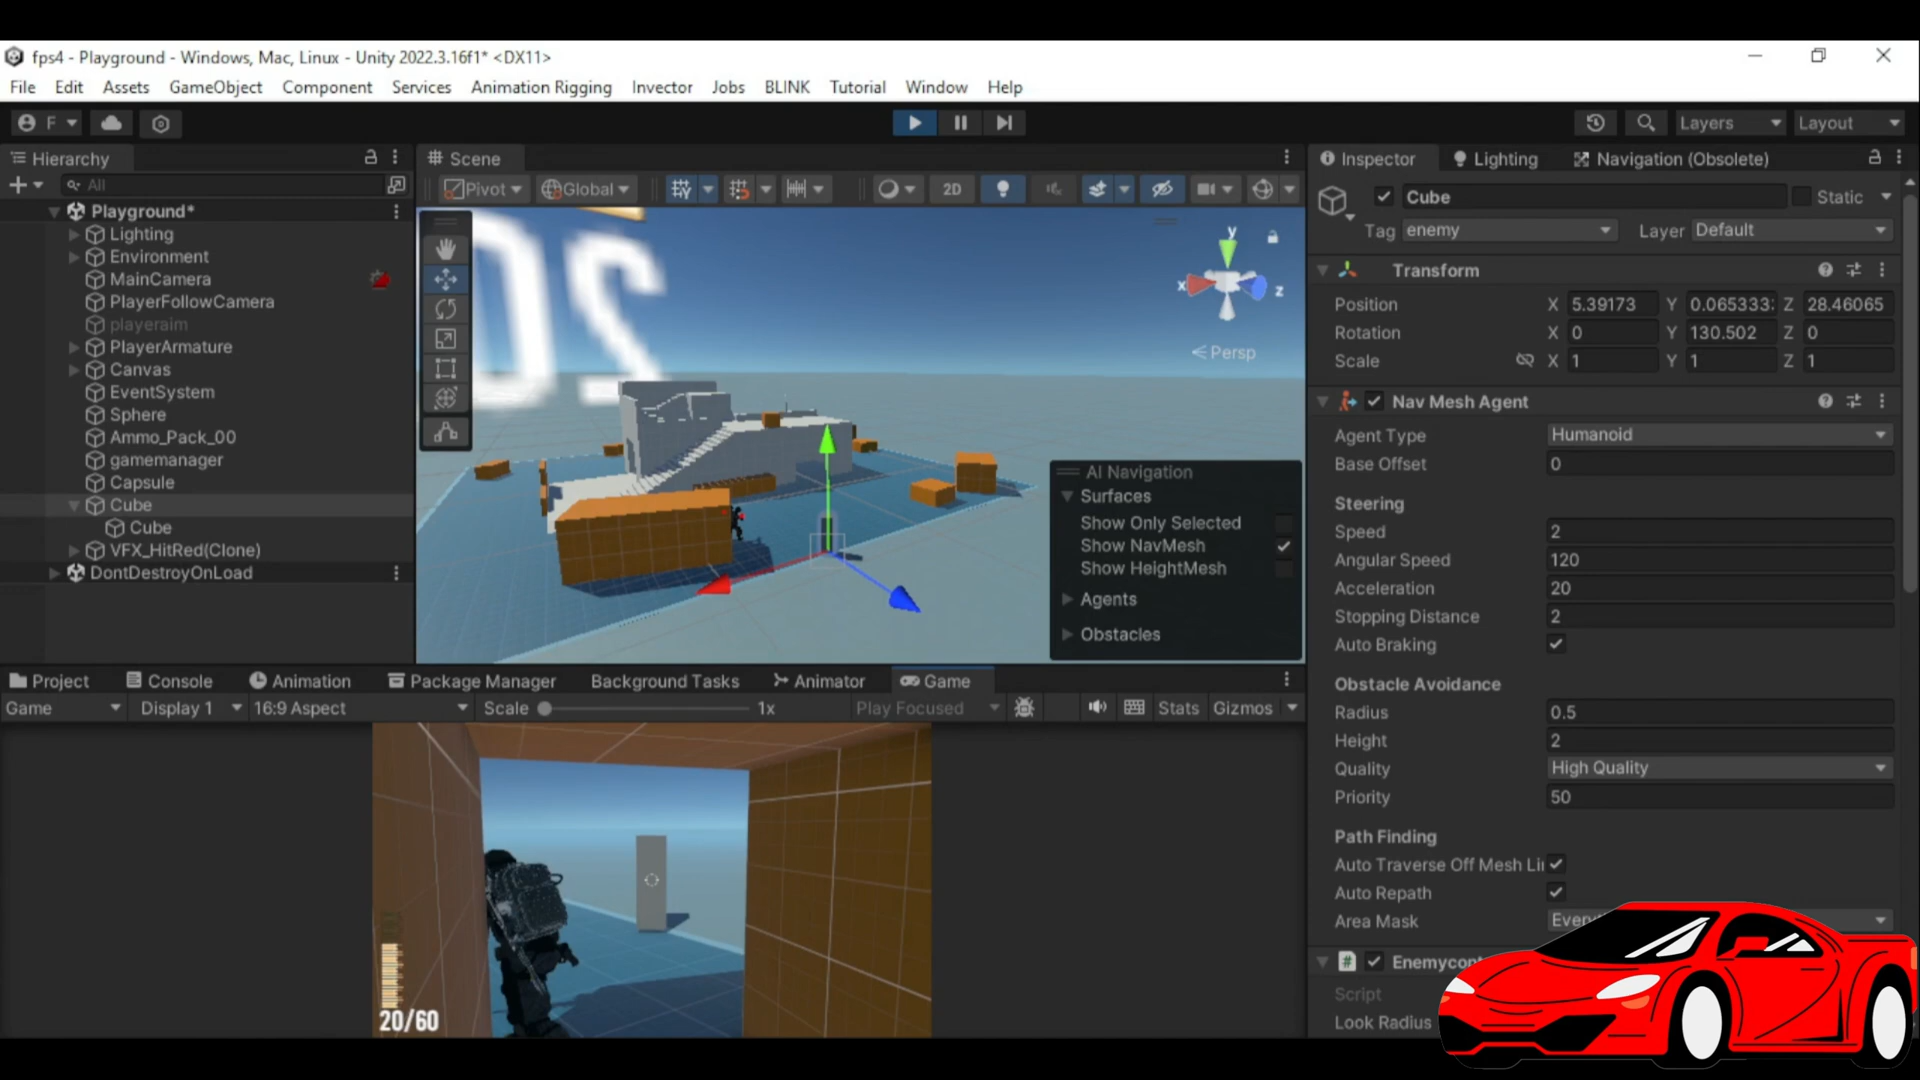 fps4 - Playground - Windows, Mac, Linux - Unity 2022.3.16f1* <DX11>
File Edit Assets GameObject Component Services Animation Rigging Invector Jobs BLINK Tutorial Window Help
F Layers Layout
Hierarchy
All
Playground*
Lighting
Environment
MainCamera
PlayerFollowCamera
playeraim
PlayerArmature
Canvas
EventSystem
Sphere
Ammo_Pack_00
gamemanager
Capsule
Cube
Cube
VFX_HitRed(Clone)
DontDestroyOnLoad
Scene
Pivot Global 2D
y
x z
Persp
AI Navigation
Surfaces
Show Only Selected
Show NavMesh
Show HeightMesh
Agents
Obstacles
Project Console Animation Package Manager Background Tasks Animator Game
Game Display 1 16:9 Aspect Scale 1x Play Focused Stats Gizmos
20/60
Inspector Lighting Navigation (Obsolete)
Cube Static
Tag enemy Layer Default
Transform
Position X 5.39173 Y 0.065333: Z 28.46065
Rotation X 0 Y 130.502 Z 0
Scale X 1 Y 1 Z 1
Nav Mesh Agent
Agent Type Humanoid
Base Offset 0
Steering
Speed 2
Angular Speed 120
Acceleration 20
Stopping Distance 2
Auto Braking
Obstacle Avoidance
Radius 0.5
Height 2
Quality High Quality
Priority 50
Path Finding
Auto Traverse Off Mesh Li
Auto Repath
Area Mask Every
Enemycont
Script
Look Radius